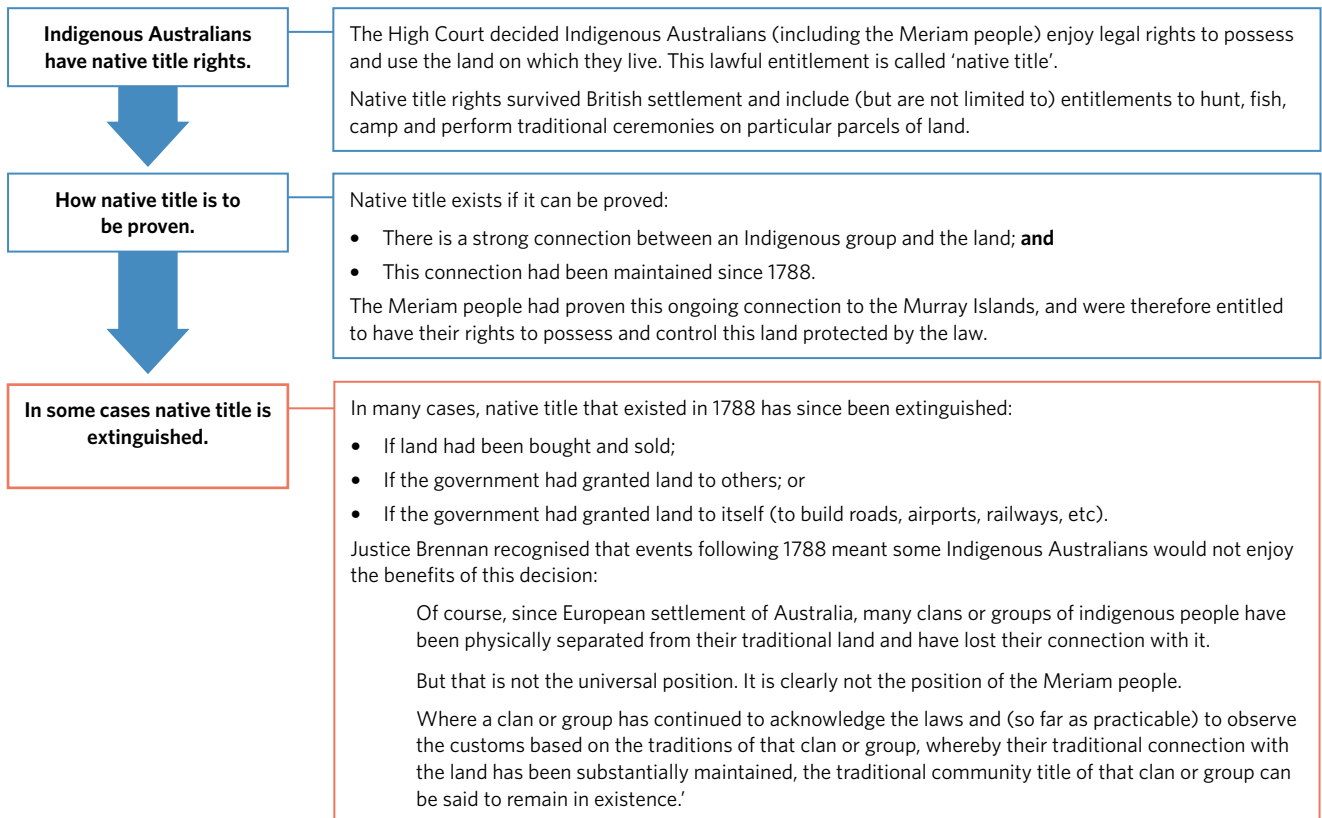 Indigenous Australians
have native title rights.
The High Court decided Indigenous Australians (including the Meriam people) enjoy legal rights to possess
and use the land on which they live. This lawful entitlement is called ‘native title’.
Native title rights survived British settlement and include (but are not limited to) entitlements to hunt, fish,
camp and perform traditional ceremonies on particular parcels of land.
How native title is to
be proven.
Native title exists if it can be proved:
• There is a strong connection between an Indigenous group and the land; and
• This connection had been maintained since 1788.
The Meriam people had proven this ongoing connection to the Murray Islands, and were therefore entitled
to have their rights to possess and control this land protected by the law.
In some cases native title is
extinguished.
In many cases, native title that existed in 1788 has since been extinguished:
• If land had been bought and sold;
• If the government had granted land to others; or
• If the government had granted land to itself (to build roads, airports, railways, etc).
Justice Brennan recognised that events following 1788 meant some Indigenous Australians would not enjoy
the benefits of this decision:
Of course, since European settlement of Australia, many clans or groups of indigenous people have
been physically separated from their traditional land and have lost their connection with it.
But that is not the universal position. It is clearly not the position of the Meriam people.
Where a clan or group has continued to acknowledge the laws and (so far as practicable) to observe
the customs based on the traditions of that clan or group, whereby their traditional connection with
the land has been substantially maintained, the traditional community title of that clan or group can
be said to remain in existence.’